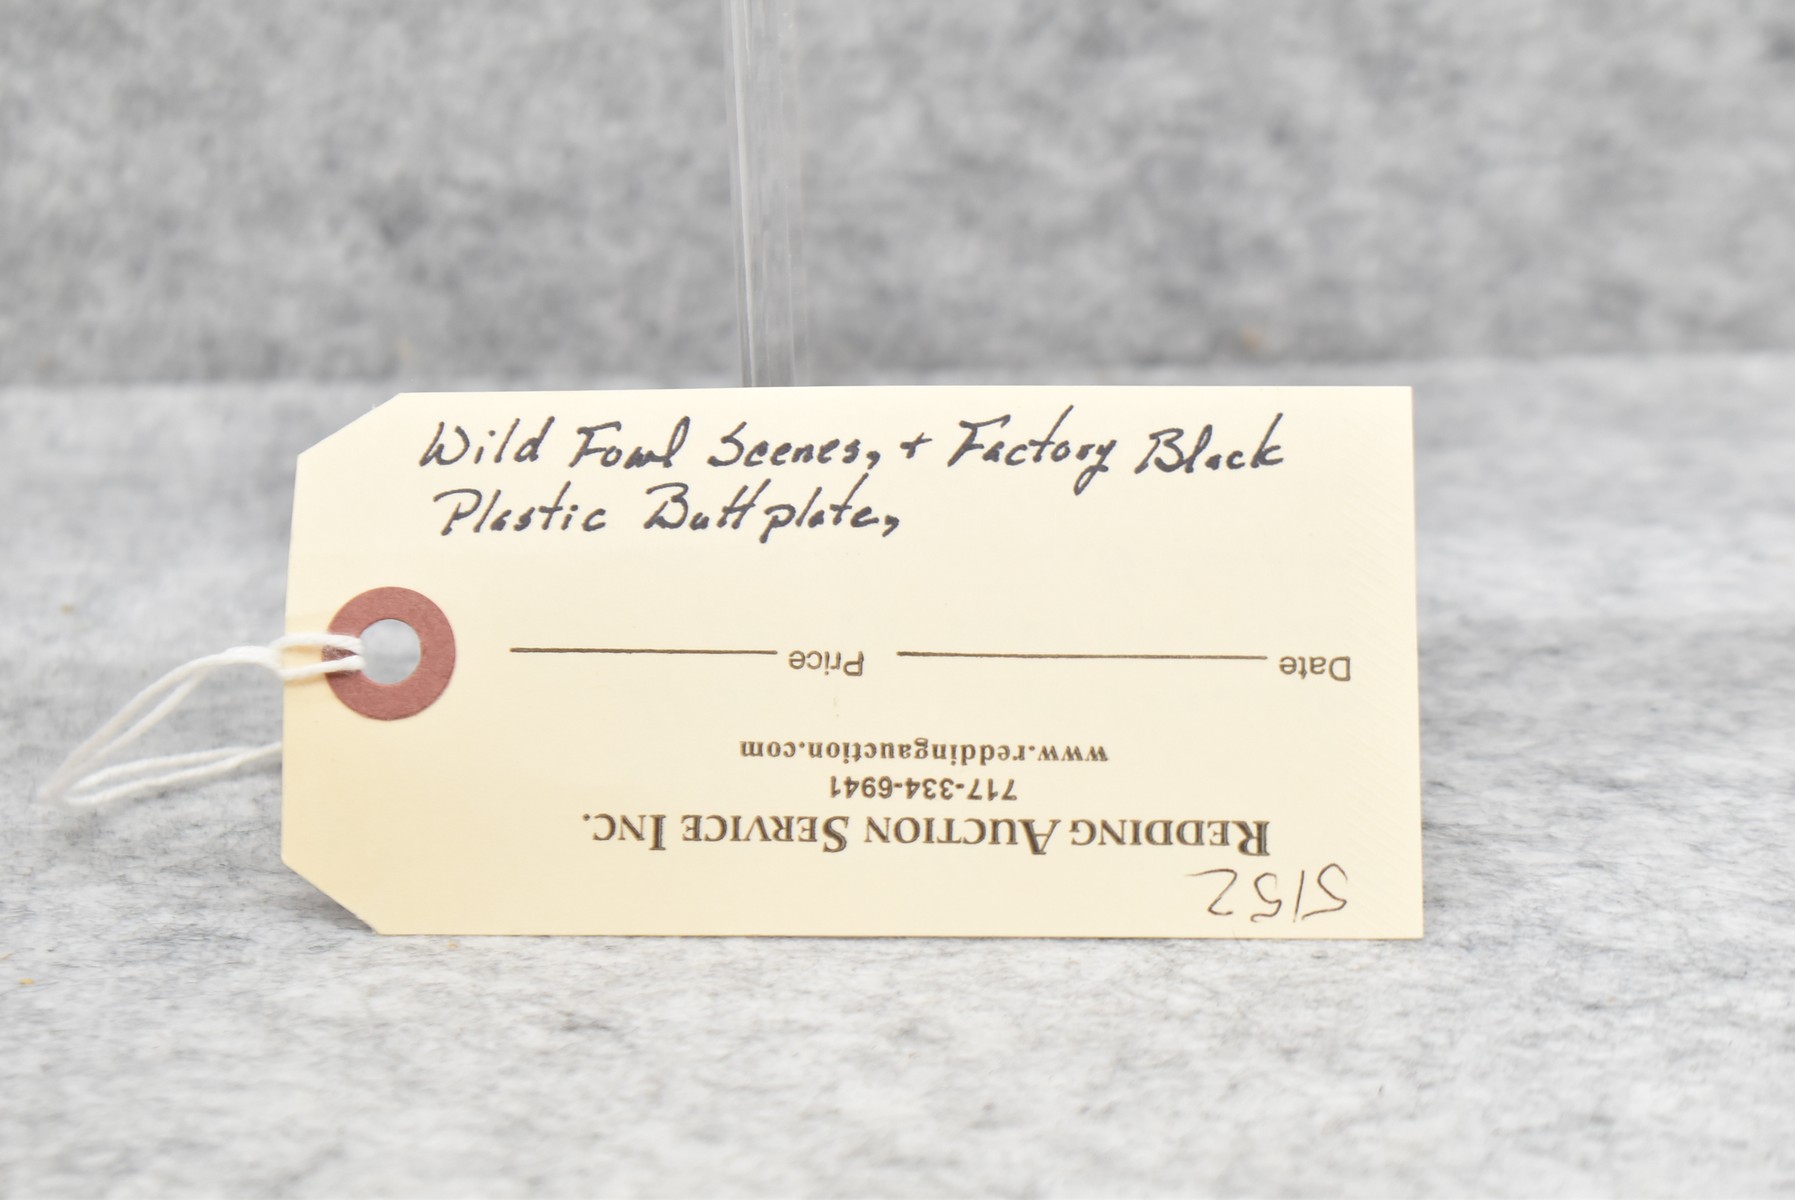 Wild Fowl Scenes, + Factory Black
Plastic Buttplate,
5152
REDDING AUCTION SERVICE INC.
717-334-6941
www.reddingauction.com
Date Price